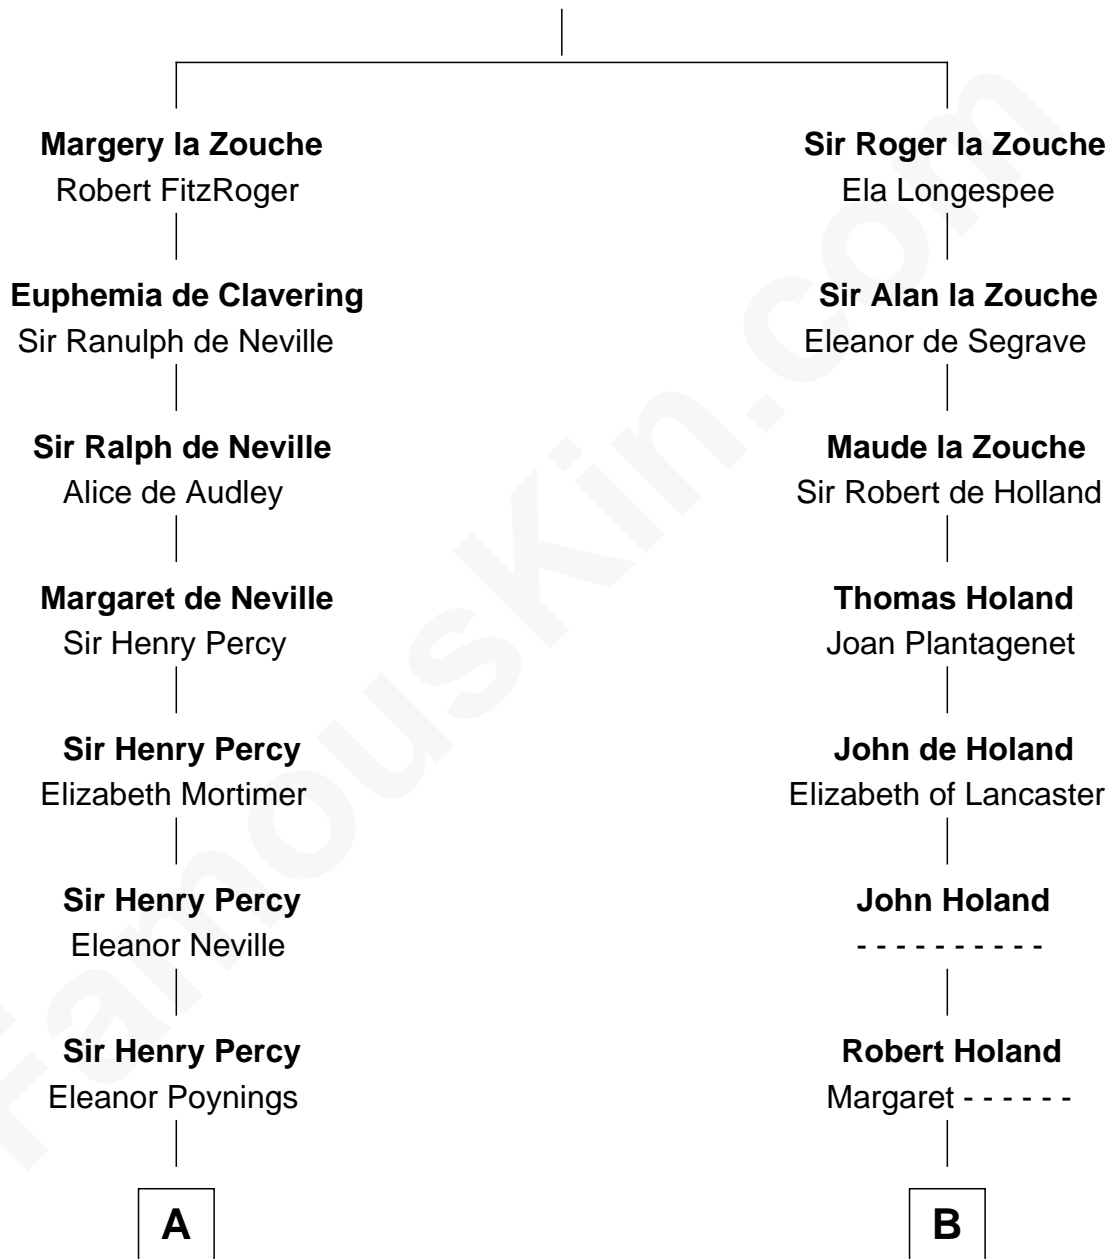 Margery la Zouche
Robert FitzRoger
Sir Roger la Zouche
Ela Longespee
Euphemia de Clavering
Sir Ranulph de Neville
Sir Alan la Zouche
Eleanor de Segrave
Sir Ralph de Neville
Alice de Audley
Maude la Zouche
Sir Robert de Holland
Margaret de Neville
Sir Henry Percy
Thomas Holand
Joan Plantagenet
Sir Henry Percy
Elizabeth Mortimer
John de Holand
Elizabeth of Lancaster
Sir Henry Percy
Eleanor Neville
John Holand
- - - - - - - - - -
Sir Henry Percy
Eleanor Poynings
Robert Holand
Margaret - - - - - -
A
B
FamousKin.com